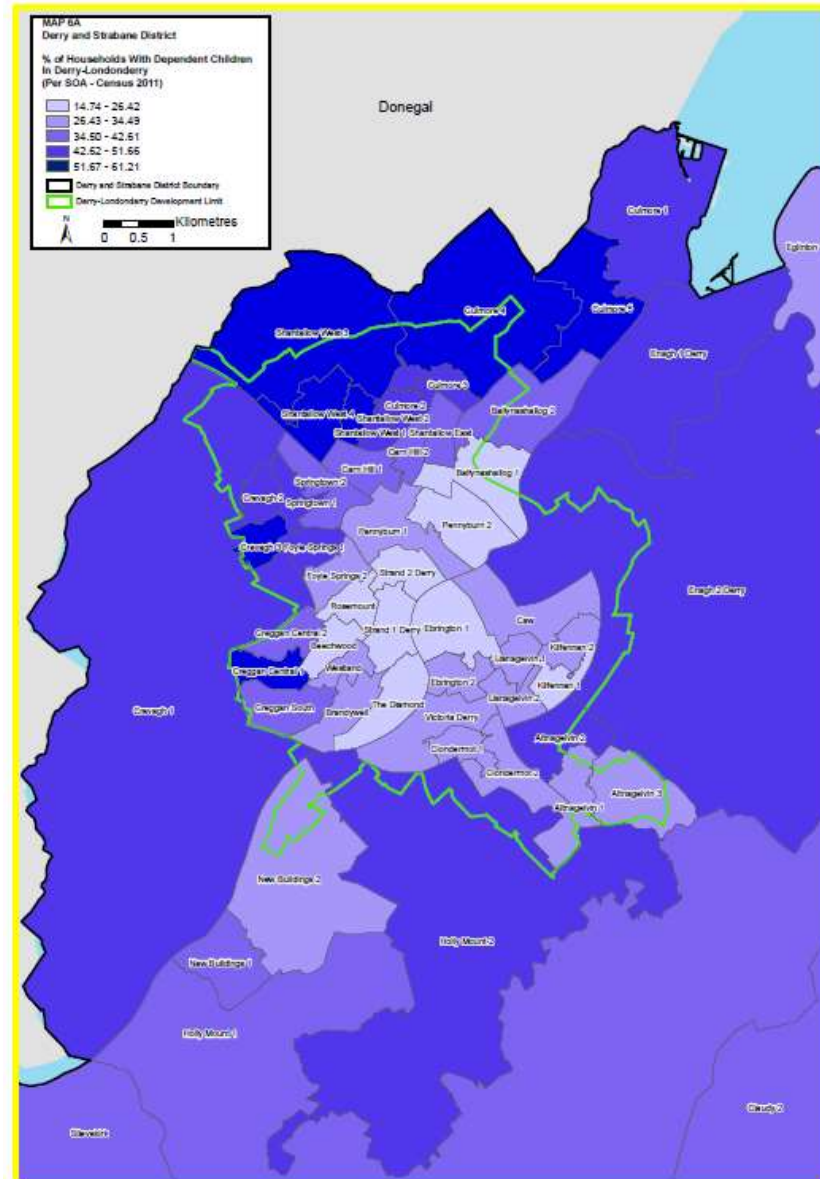 MAP 6A
Derry and Strabane District
% of Households With Dependent Children
In Derry-Londonderry
(Per SOA - Census 2011)
14.74 - 26.42
26.43 - 34.49
34.50 - 42.61
42.62 - 51.66
51.67 - 61.21
Derry and Strabane District Boundary
Derry-Londonderry Development Limit
N
Kilometres
0 0.5 1
Donegal
Culmore 1
Eglinton
Culmore 4
Culmore 5
Shantallow West 3
Enagh 1 Derry
Culmore 3
Culmore 2
Ballynashallog 2
Shantallow West 4
Shantallow West 2
Shantallow West 1
Shantallow East
Carn Hill 2
Carn Hill 1
Ballynashallog 1
Springtown 2
Crevagh 2
Springtown 1
Pennyburn 2
Pennyburn 1
Crevagh 3
Foyle Springs 1
Strand 2 Derry
Foyle Springs 2
Enagh 2 Derry
Rosemount
Caw
Creggan Central 2
Strand 1 Derry
Ebrington 1
Beechwood
Kilfennan 2
Lisnagelvin 1
Creggan Central 1
Westland
Ebrington 2
Kilfennan 1
Lisnagelvin 2
Creggan South
Brandywell
The Diamond
Crevagh 1
Victoria Derry
Altnagelvin 2
Clondermot 1
Clondermot 2
Altnagelvin 3
Altnagelvin 1
New Buildings 2
Holly Mount 2
New Buildings 1
Holly Mount 1
Claudy 2
Slievekirk